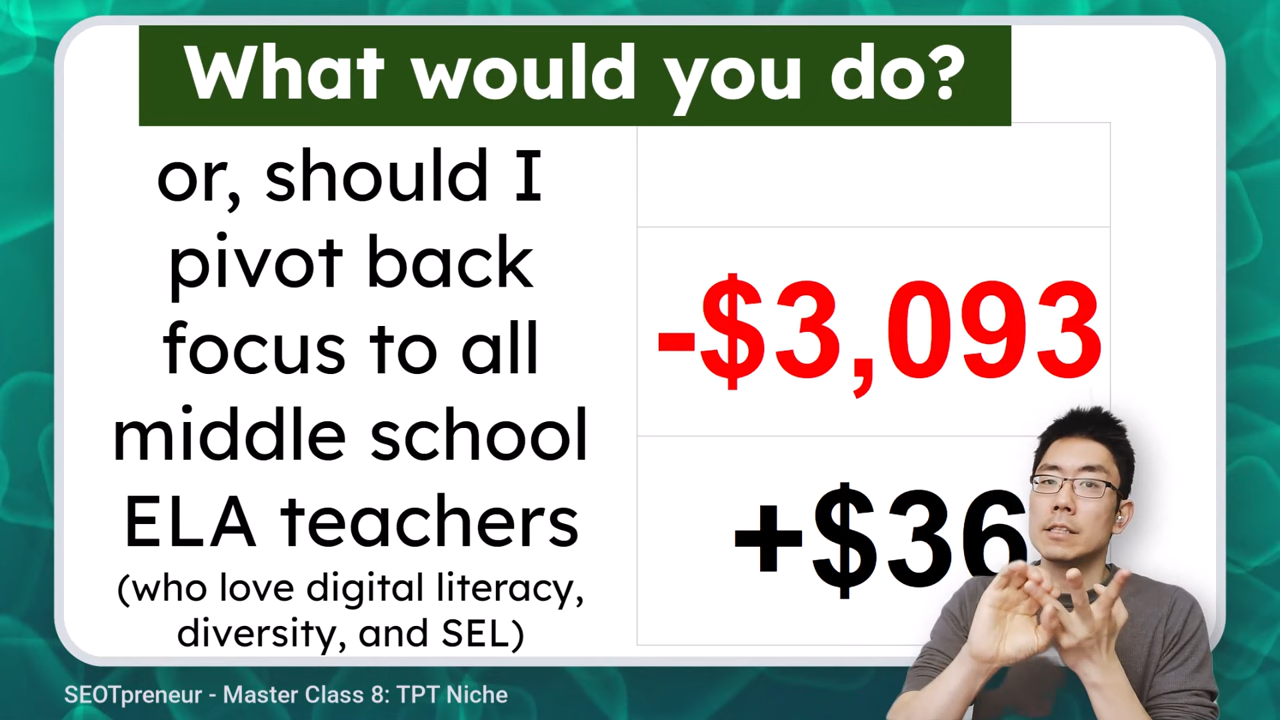 What would you do?
or, should I
pivot back
focus to all
middle school
ELA teachers
(who love digital literacy,
diversity, and SEL)
-$3,093
+$36
SEOTpreneur - Master Class 8: TPT Niche